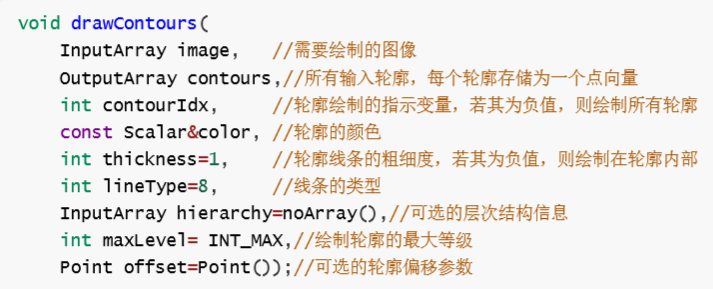 void drawContours(
    InputArray image,   //需要绘制的图像
    OutputArray contours,//所有输入轮廓，每个轮廓存储为一个点向量
    int contourIdx,     //轮廓绘制的指示变量，若其为负值，则绘制所有轮廓
    const Scalar&color, //轮廓的颜色
    int thickness=1,    //轮廓线条的粗细度，若其为负值，则绘制在轮廓内部
    int lineType=8,     //线条的类型
    InputArray hierarchy=noArray(),//可选的层次结构信息
    int maxLevel= INT_MAX,//绘制轮廓的最大等级
    Point offset=Point());//可选的轮廓偏移参数